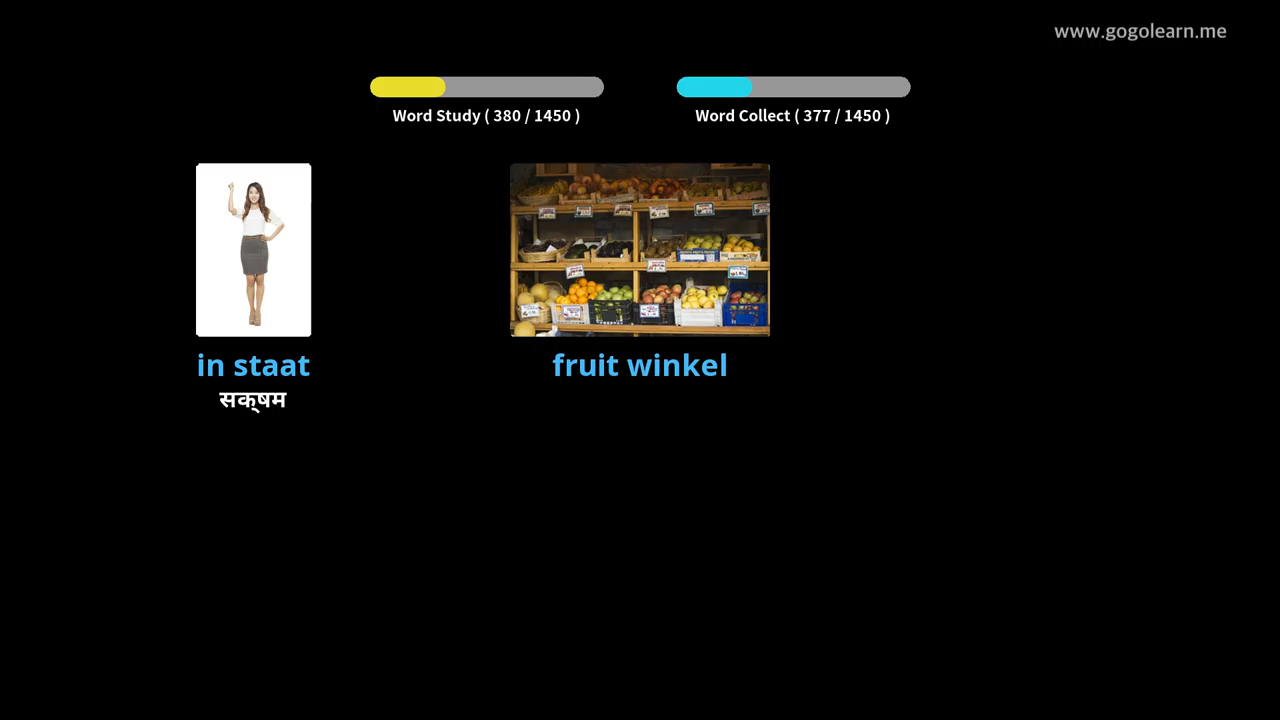 www.gogolearn.me
Word Study ( 380 / 1450 )
Word Collect ( 377 / 1450 )
in staat
सक्षम
fruit winkel